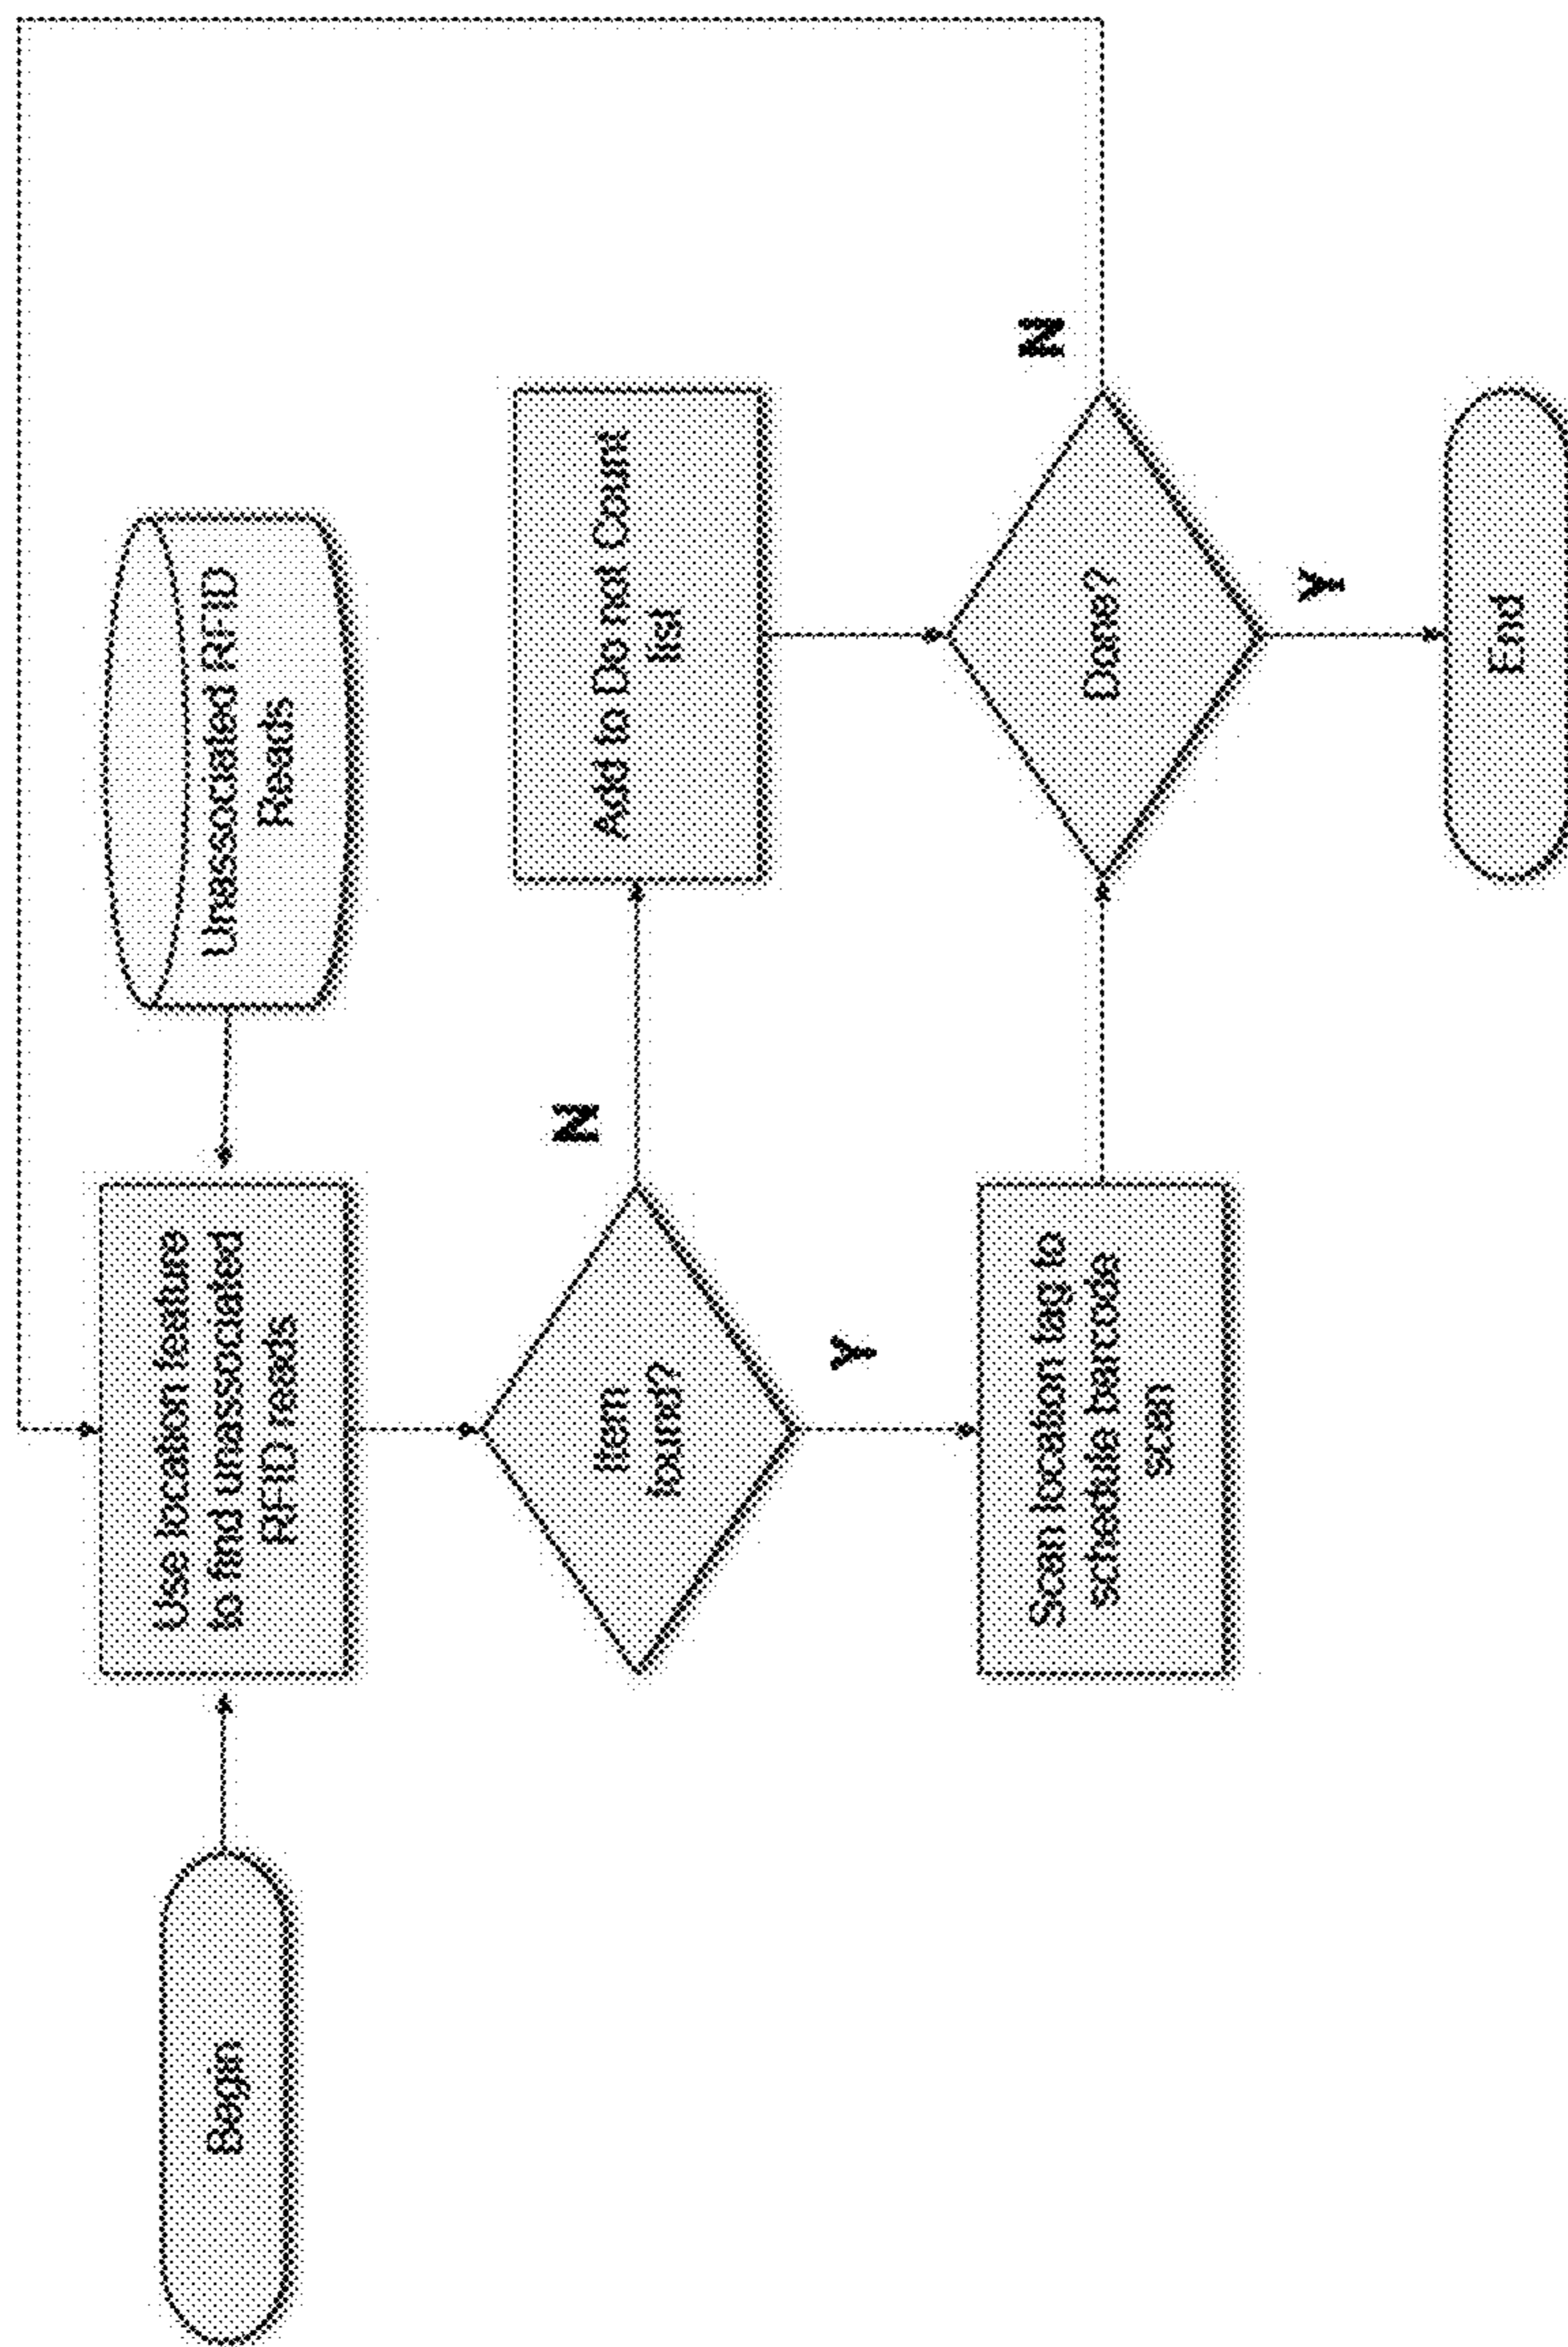 Begin
Use location feature
to find unassociated
RFID reads
Unassociated RFID
Reads
Item
found?
N
Add to Do not Count
list
Y
Scan location tag to
schedule barcode
scan
Done?
N
Y
End